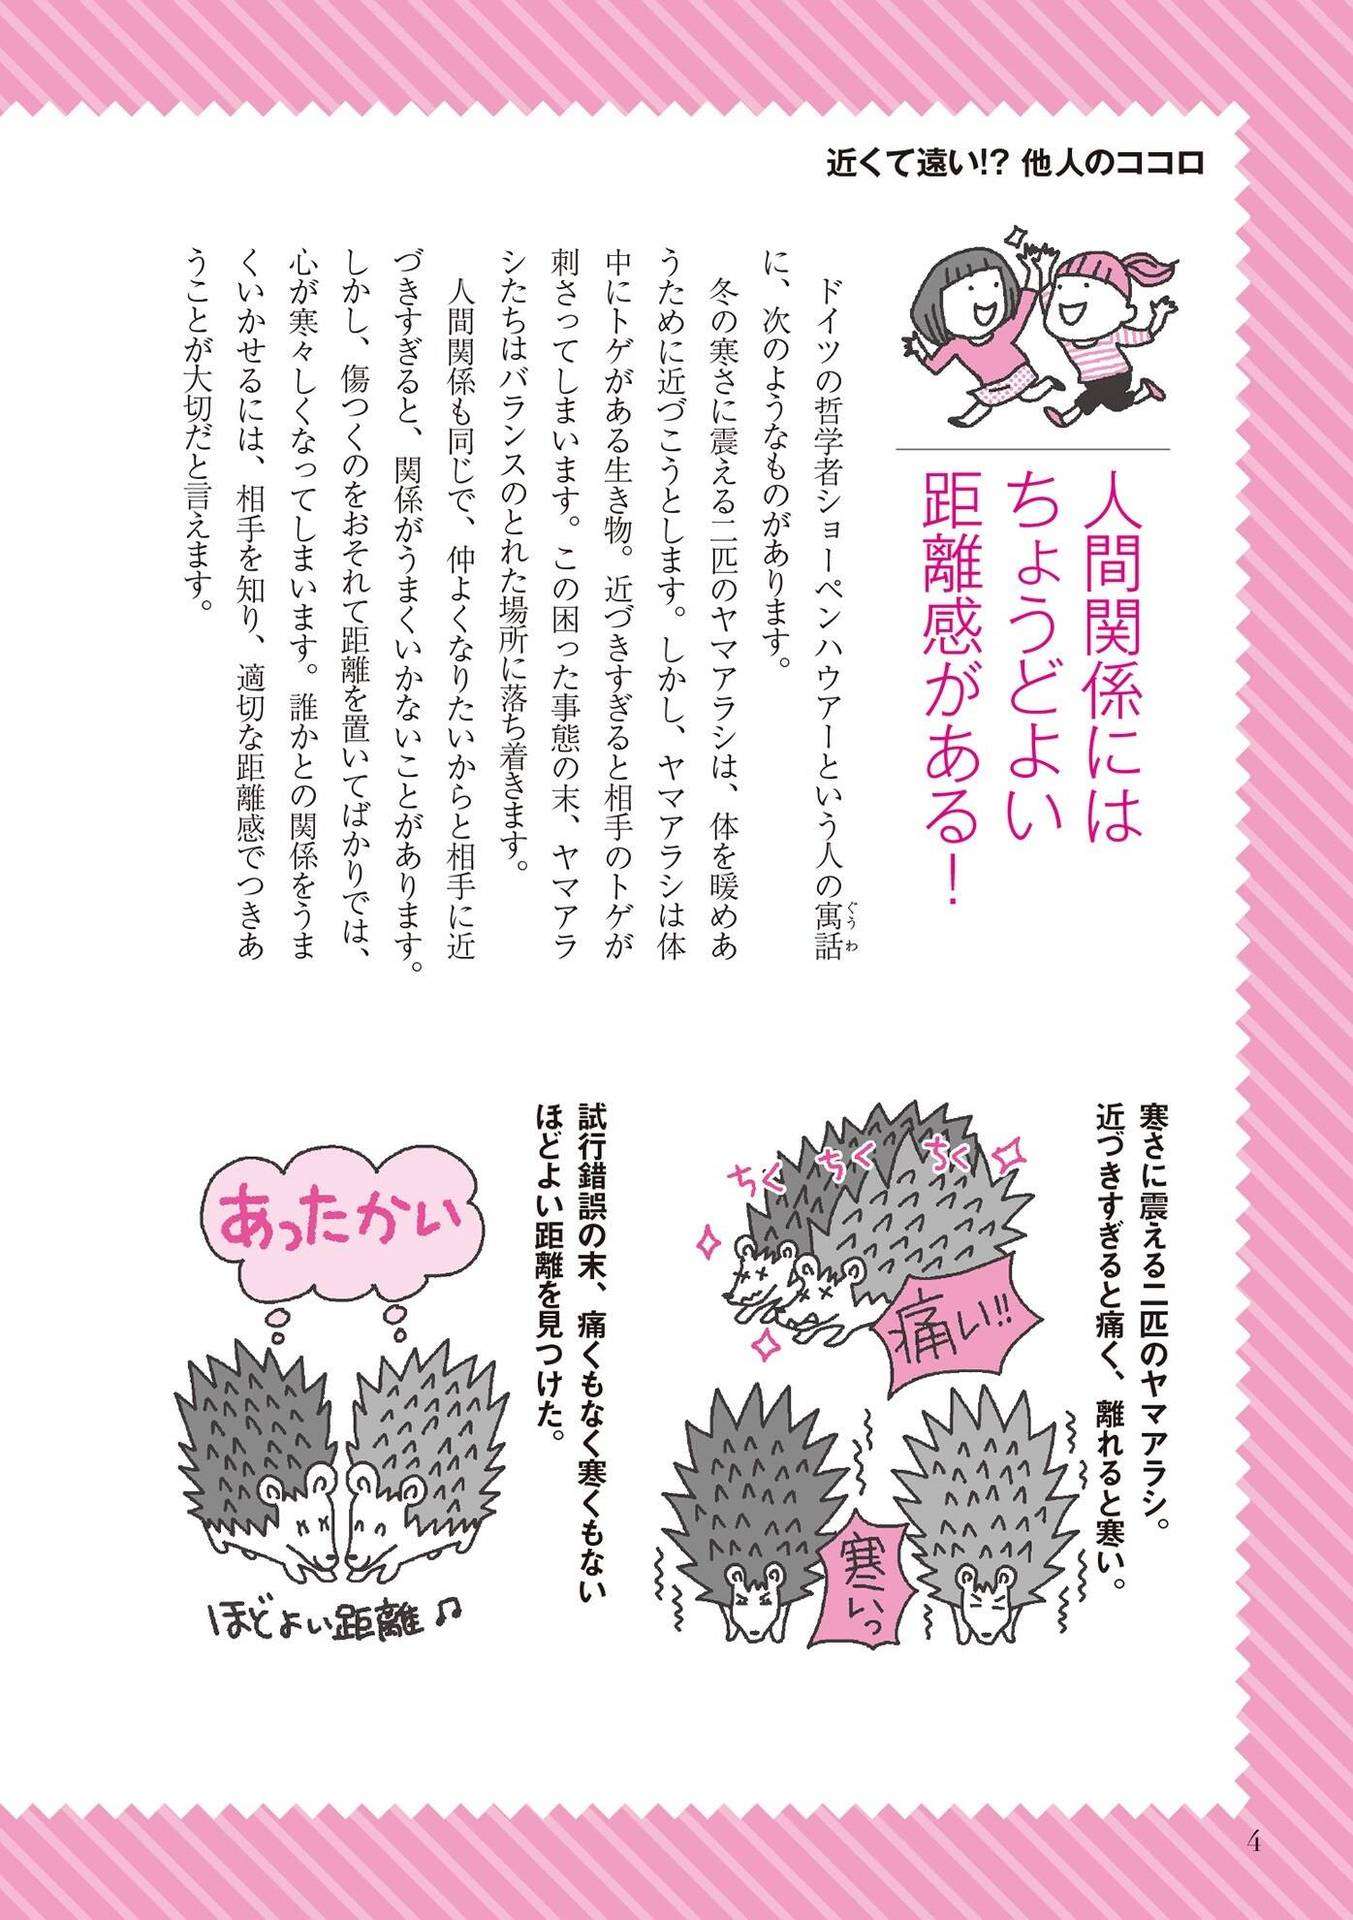 近くて遠い!? 他人のココロ
人間関係には
ちょうどよい
距離感がある！
ドイツの哲学者ショーペンハウアーという人の寓話
ぐうわ
に、次のようなものがあります。
冬の寒さに震える二匹のヤマアラシは、体を暖めあ
うために近づこうとします。しかし、ヤマアラシは体
中にトゲがある生き物。近づきすぎると相手のトゲが
刺さってしまいます。この困った事態の末、ヤマアラ
シたちはバランスのとれた場所に落ち着きます。
人間関係も同じで、仲よくなりたいからと相手に近
づきすぎると、関係がうまくいかないことがあります。
しかし、傷つくのをおそれて距離を置いてばかりでは、
心が寒々しくなってしまいます。誰かとの関係をうま
くいかせるには、相手を知り、適切な距離感でつきあ
うことが大切だと言えます。
寒さに震える二匹のヤマアラシ。
近づきすぎると痛く、離れると寒い。
ちく
ちく
ちく
痛い!!
寒いっ
試行錯誤の末、痛くもなく寒くもない
ほどよい距離を見つけた。
あったかい
ほどよい距離♫
4